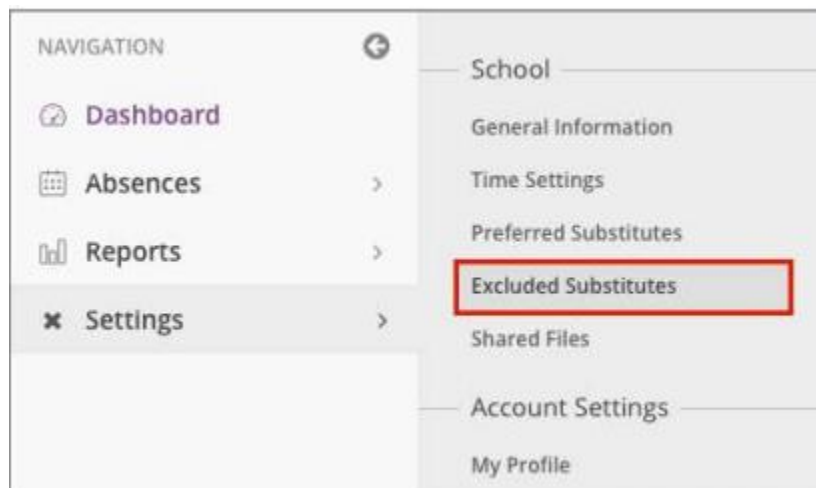 NAVIGATION
Dashboard
Absences
Reports
Settings
School
General Information
Time Settings
Preferred Substitutes
Excluded Substitutes
Shared Files
Account Settings
My Profile